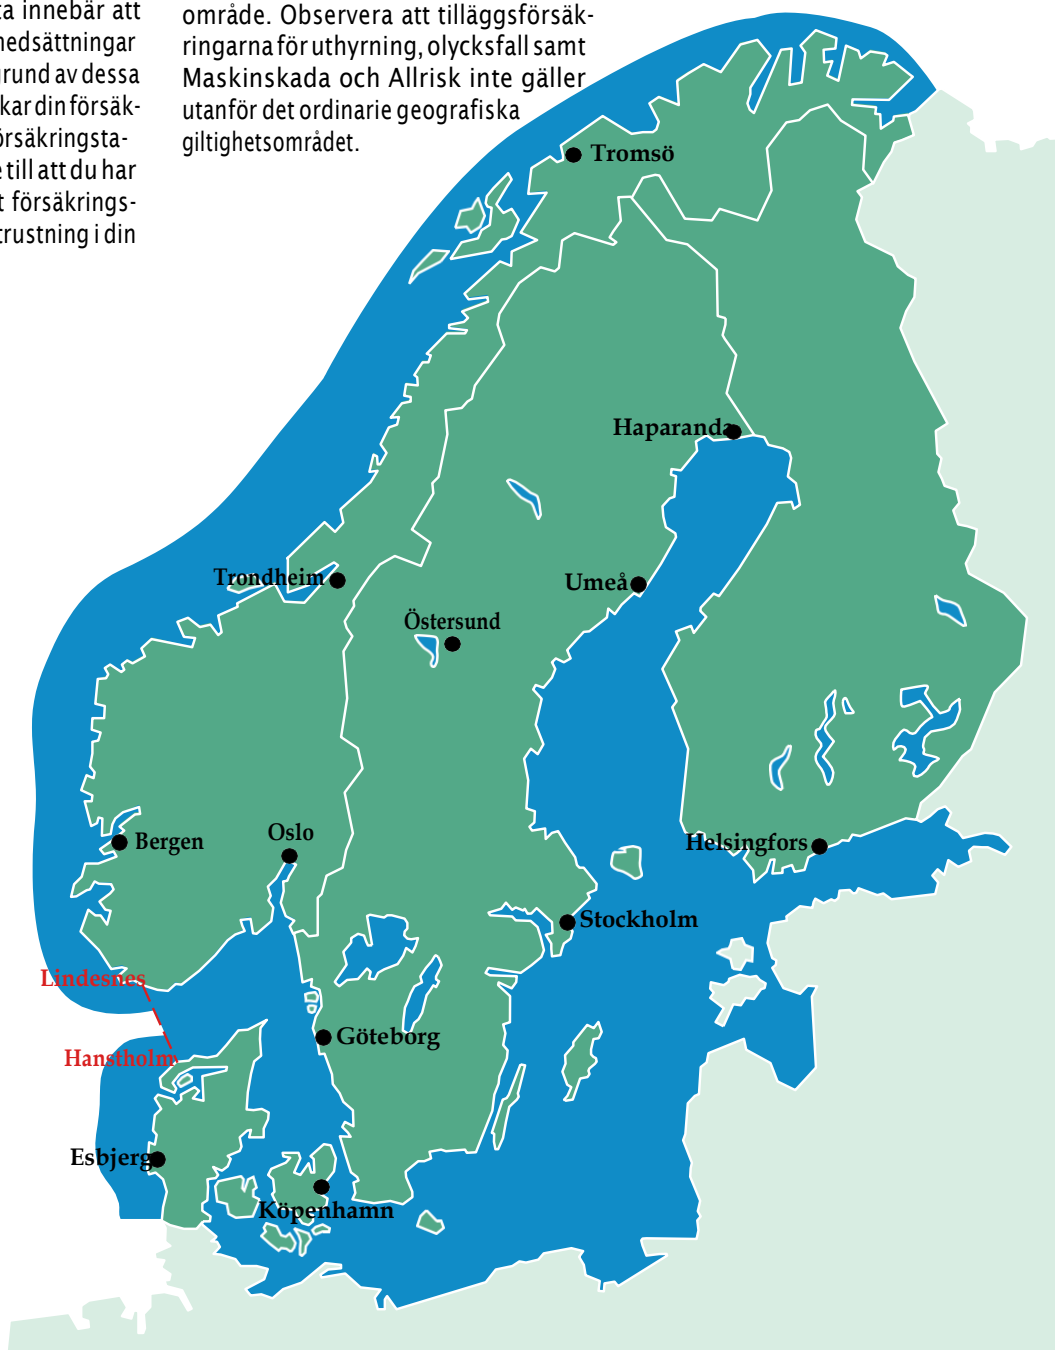 ta innebär att
nedsättningar
grund av dessa
kar din försäk-
örsäkringsta-
e till att du har
t försäkrings-
trustning i din
område. Observera att tilläggsförsäk-
ringarna för uthyrning, olycksfall samt
Maskinskada och Allrisk inte gäller
utanför det ordinarie geografiska
giltighetsområdet.
Tromsö
Haparanda
Trondheim
Umeå
Östersund
Bergen
Oslo
Helsingfors
Stockholm
Lindesnes
Göteborg
Hanstholm
Esbjerg
Köpenhamn